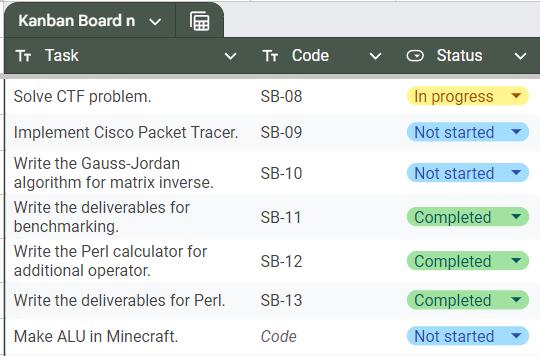 Kanban Board n
Tт Task Tт Code Status
Solve CTF problem. SB-08 In progress
Implement Cisco Packet Tracer. SB-09 Not started
Write the Gauss-Jordan
algorithm for matrix inverse. SB-10 Not started
Write the deliverables for
benchmarking. SB-11 Completed
Write the Perl calculator for
additional operator. SB-12 Completed
Write the deliverables for Perl. SB-13 Completed
Make ALU in Minecraft. Code Not started